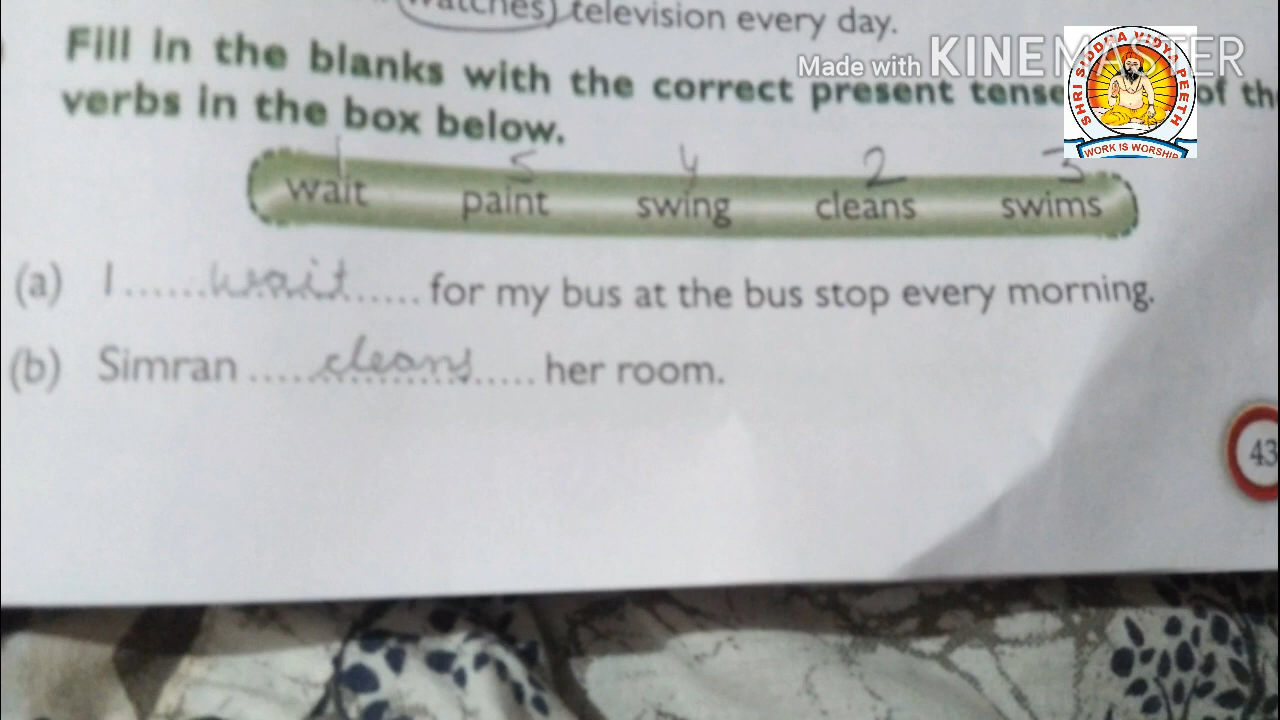 watches television every day.
Made with KINEMASTER
Fill in the blanks with the correct present tense of th
verbs in the box below.
SHRI SIDDHA VIDYA PEETH
WORK IS WORSHIP
1 5 4 2 3
wait paint swing cleans swims
(a) I ......wait...... for my bus at the bus stop every morning.
(b) Simran ....cleans...... her room.
43